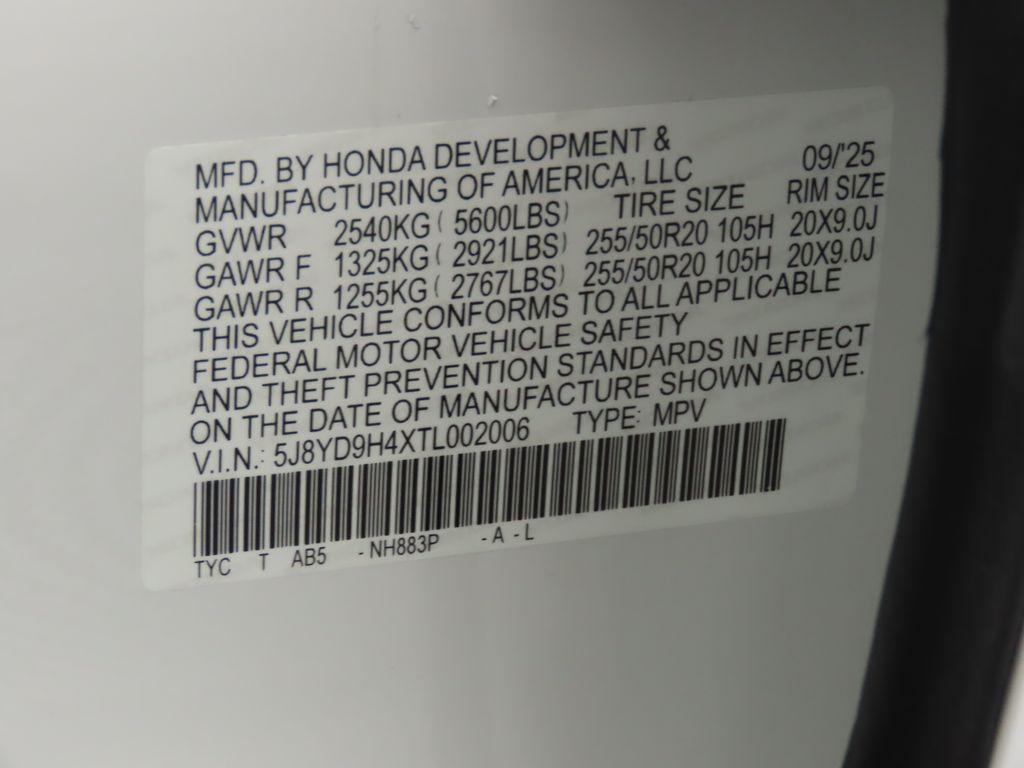 MFD. BY HONDA DEVELOPMENT &
MANUFACTURING OF AMERICA, LLC 09/'25
GVWR 2540KG ( 5600LBS) TIRE SIZE RIM SIZE
GAWR F 1325KG ( 2921LBS) 255/50R20 105H 20X9.0J
GAWR R 1255KG ( 2767LBS) 255/50R20 105H 20X9.0J
THIS VEHICLE CONFORMS TO ALL APPLICABLE
FEDERAL MOTOR VEHICLE SAFETY
AND THEFT PREVENTION STANDARDS IN EFFECT
ON THE DATE OF MANUFACTURE SHOWN ABOVE.
V.I.N.: 5J8YD9H4XTL002006 TYPE: MPV
TYC T AB5 -NH883P -A-L